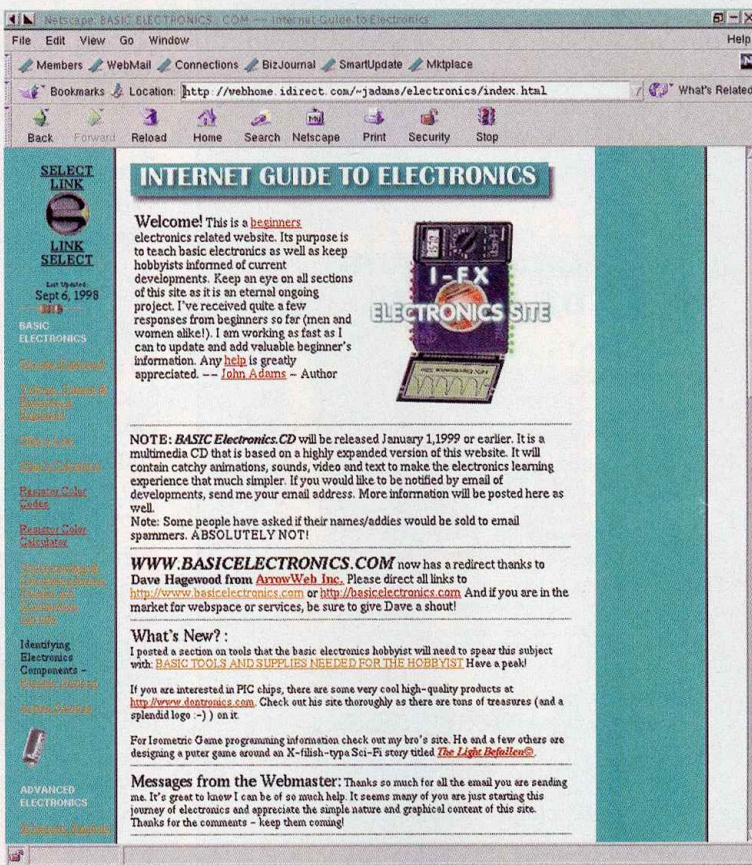 Netscape: BASIC ELECTRONICS . COM -- Internet Guide to Electronics
File Edit View Go Window Help
Members WebMail Connections BizJournal SmartUpdate Mktplace
Bookmarks Location: http://webhome.idirect.com/~jadams/electronics/index.html What's Related
Back Forward Reload Home Search Netscape Print Security Stop
SELECT
LINK
LINK
SELECT
Last Updated:
Sept 6, 1998
BASIC
ELECTRONICS
Resistor Color
Codes
Resistor Color
Calculator
Identifying
Electronics
Components -
ADVANCED
ELECTRONICS
INTERNET GUIDE TO ELECTRONICS
Welcome! This is a beginners
electronics related website. Its purpose is
to teach basic electronics as well as keep
hobbyists informed of current
developments. Keep an eye on all sections
of this site as it is an eternal ongoing
project. I've received quite a few
responses from beginners so far (men and
women alike!). I am working as fast as I
can to update and add valuable beginner's
information. Any help is greatly
appreciated. -- John Adams - Author
I-FX
ELECTRONICS SITE
NOTE: BASIC Electronics.CD will be released January 1,1999 or earlier. It is a
multimedia CD that is based on a highly expanded version of this website. It will
contain catchy animations, sounds, video and text to make the electronics learning
experience that much simpler. If you would like to be notified by email of
developments, send me your email address. More information will be posted here as
well.
Note: Some people have asked if their names/addies would be sold to email
spammers. ABSOLUTELY NOT!
WWW.BASICELECTRONICS.COM now has a redirect thanks to
Dave Hagewood from ArrowWeb Inc. Please direct all links to
http://www.basicelectronics.com or http://basicelectronics.com And if you are in the
market for webspace or services, be sure to give Dave a shout!
What's New? :
I posted a section on tools that the basic electronics hobbyist will need to spear this subject
with: BASIC TOOLS AND SUPPLIES NEEDED FOR THE HOBBYIST Have a peak!
If you are interested in PIC chips, there are some very cool high-quality products at
http://www.dontronics.com. Check out his site thoroughly as there are tons of treasures (and a
splendid logo :-) ) on it.
For Isometric Game programming information check out my bro's site. He and a few others are
designing a puter game around an X-filish-typa Sci-Fi story titled The Light Befallen©.
Messages from the Webmaster: Thanks so much for all the email you are sending
me. It's great to know I can be of so much help. It seems many of you are just starting this
journey of electronics and appreciate the simple nature and graphical content of this site.
Thanks for the comments - keep them coming!